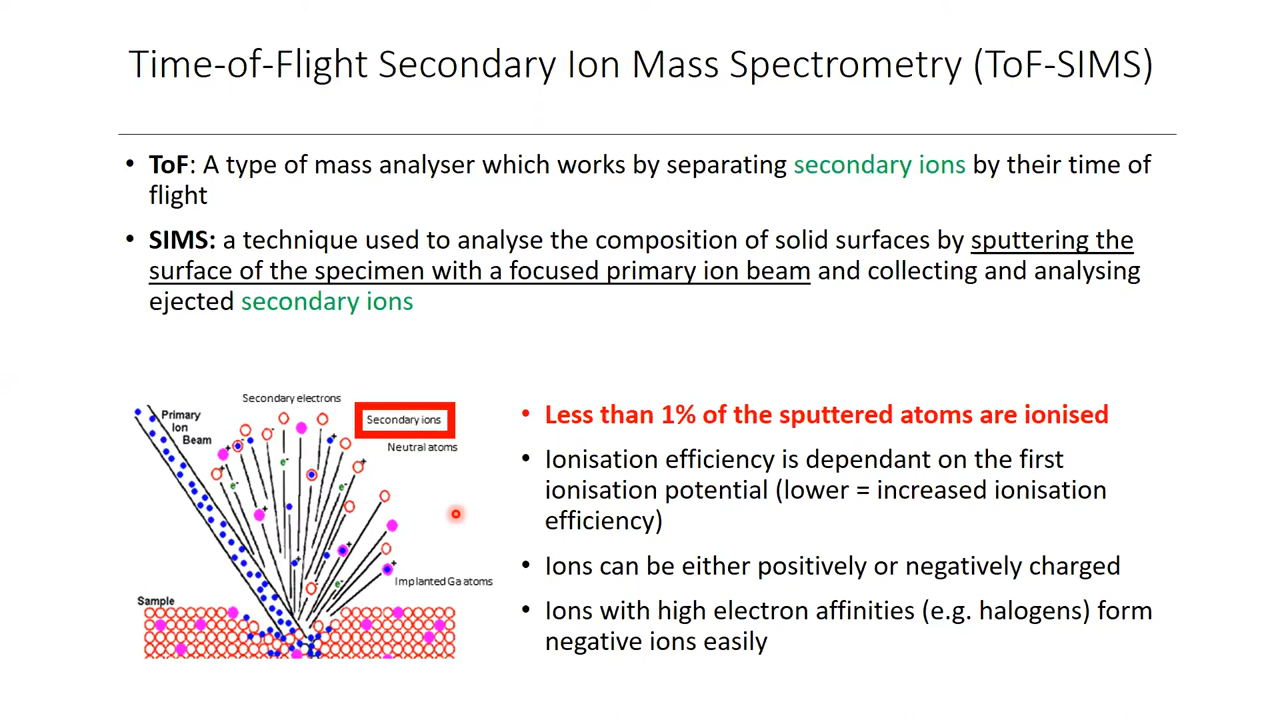 Time-of-Flight Secondary Ion Mass Spectrometry (ToF-SIMS)
• ToF: A type of mass analyser which works by separating secondary ions by their time of
flight
• SIMS: a technique used to analyse the composition of solid surfaces by sputtering the
surface of the specimen with a focused primary ion beam and collecting and analysing
ejected secondary ions
Secondary electrons
Primary
Ion
Beam
Secondary ions
Neutral atoms
e-
e-
e-
e-
Implanted Ga atoms
Sample
• Less than 1% of the sputtered atoms are ionised
• Ionisation efficiency is dependant on the first
ionisation potential (lower = increased ionisation
efficiency)
• Ions can be either positively or negatively charged
• Ions with high electron affinities (e.g. halogens) form
negative ions easily